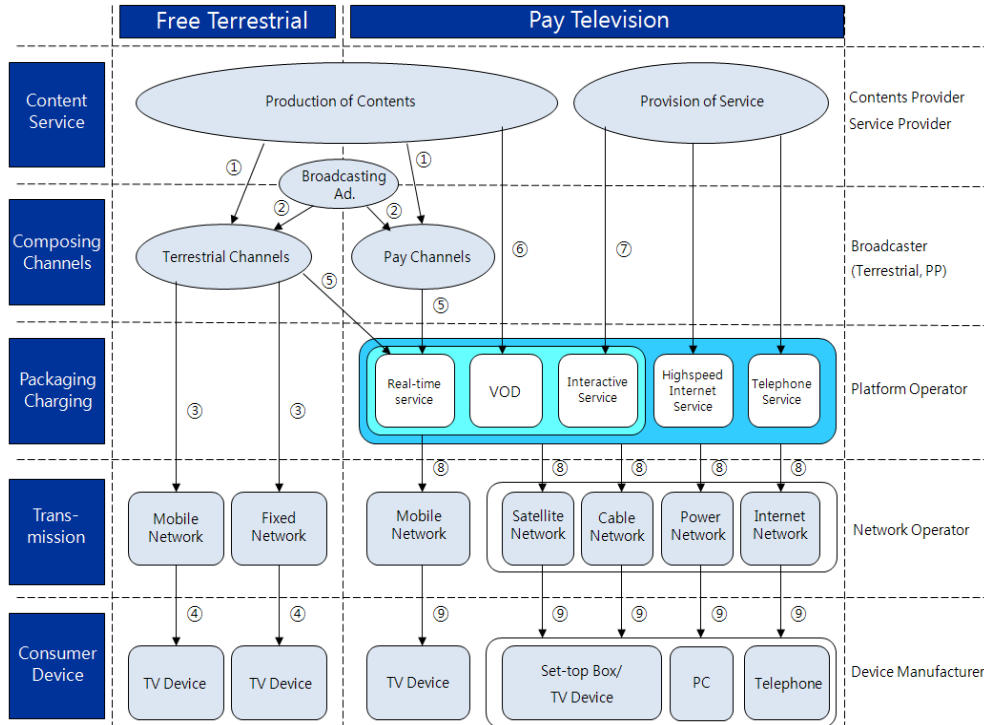 Free Terrestrial
Pay Television
Content
Service
Production of Contents
Provision of Service
Contents Provider
Service Provider
①
①
Broadcasting
Ad.
②
②
Composing
Channels
Terrestrial Channels
Pay Channels
⑥
⑦
Broadcaster
(Terrestrial, PP)
⑤
⑤
Packaging
Charging
Real-time
service
VOD
Interactive
Service
Highspeed
Internet
Service
Telephone
Service
Platform Operator
③
③
⑧
⑧
⑧
⑧
⑧
Trans-
mission
Mobile
Network
Fixed
Network
Mobile
Network
Satellite
Network
Cable
Network
Power
Network
Internet
Network
Network Operator
④
④
⑨
⑨
⑨
⑨
⑨
Consumer
Device
TV Device
TV Device
TV Device
Set-top Box/
TV Device
PC
Telephone
Device Manufacturer